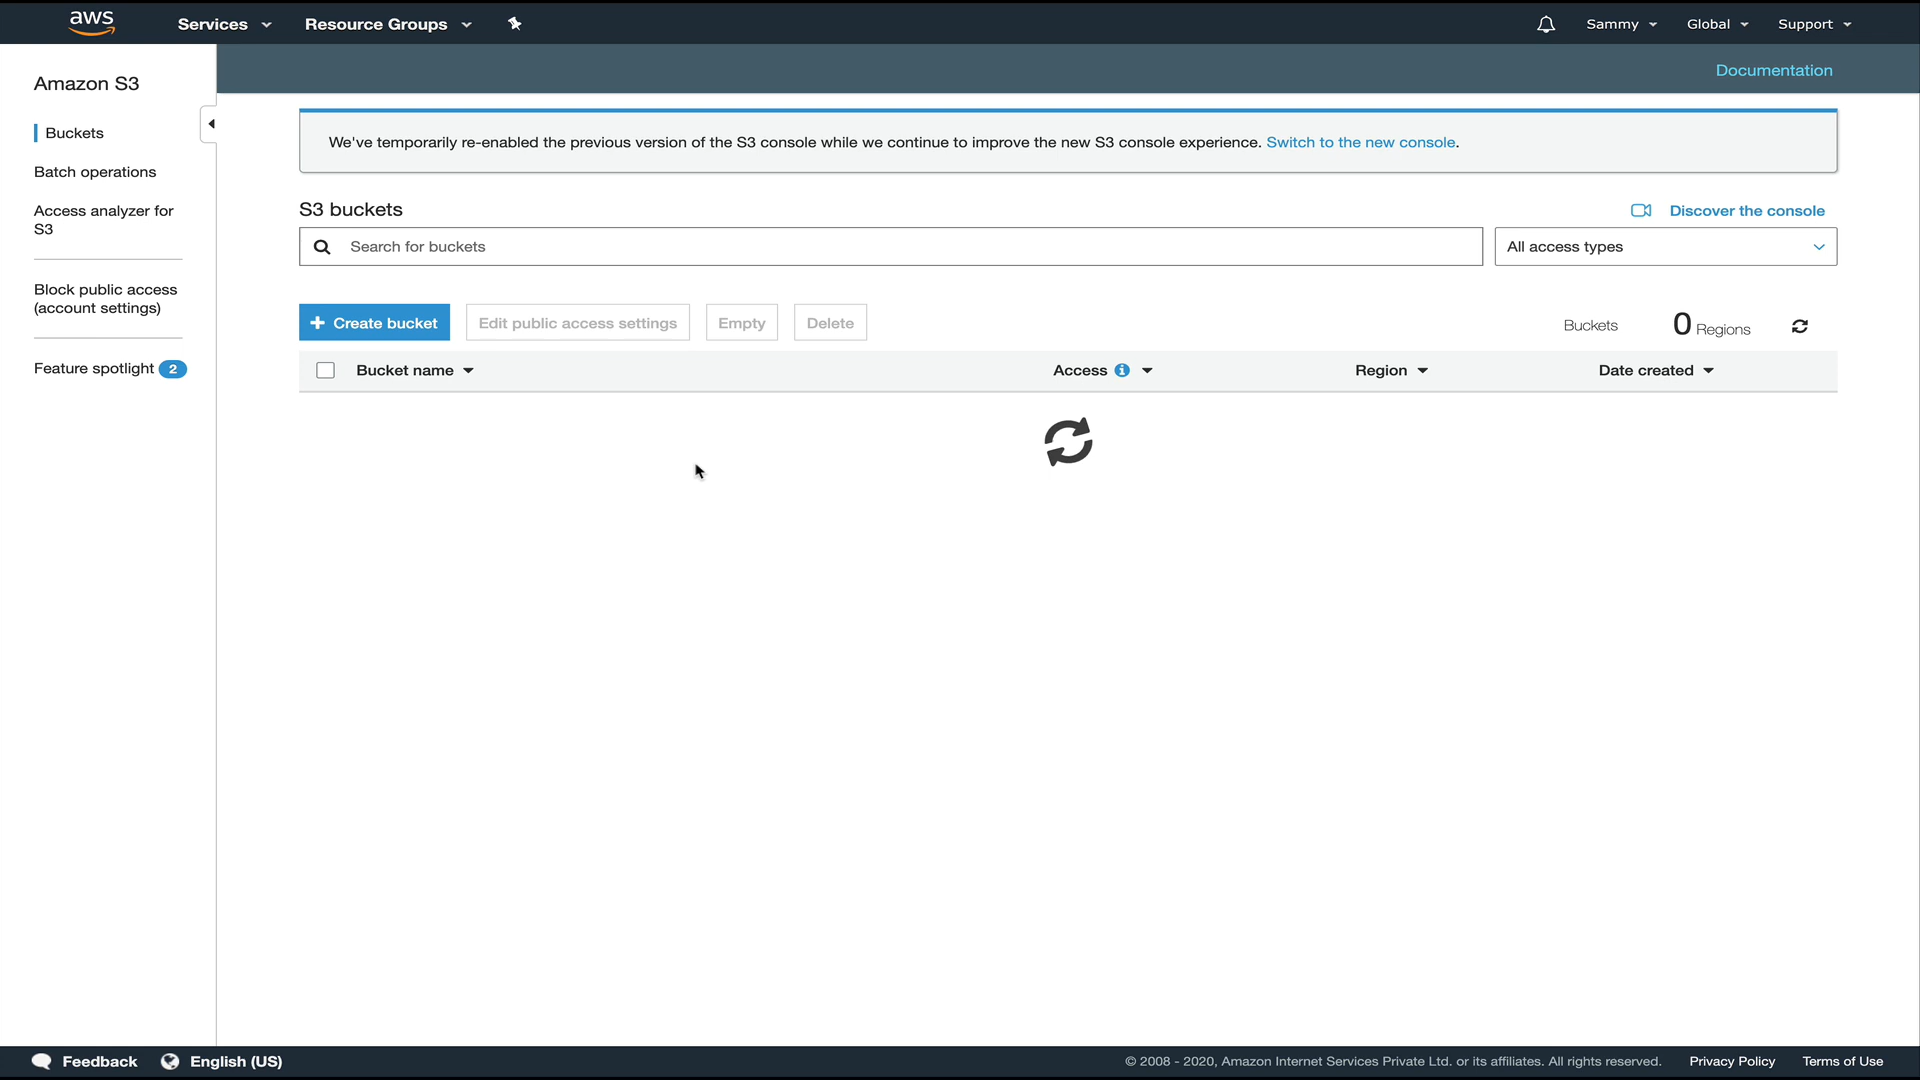 aws Services Resource Groups Sammy Global Support
Documentation
Amazon S3
Buckets
Batch operations
Access analyzer for
S3
Block public access
(account settings)
Feature spotlight 2
We've temporarily re-enabled the previous version of the S3 console while we continue to improve the new S3 console experience. Switch to the new console.
S3 buckets
Discover the console
Search for buckets
All access types
Create bucket
Edit public access settings
Empty
Delete
Buckets
0 Regions
Bucket name Access Region Date created
Feedback English (US) © 2008 - 2020, Amazon Internet Services Private Ltd. or its affiliates. All rights reserved. Privacy Policy Terms of Use